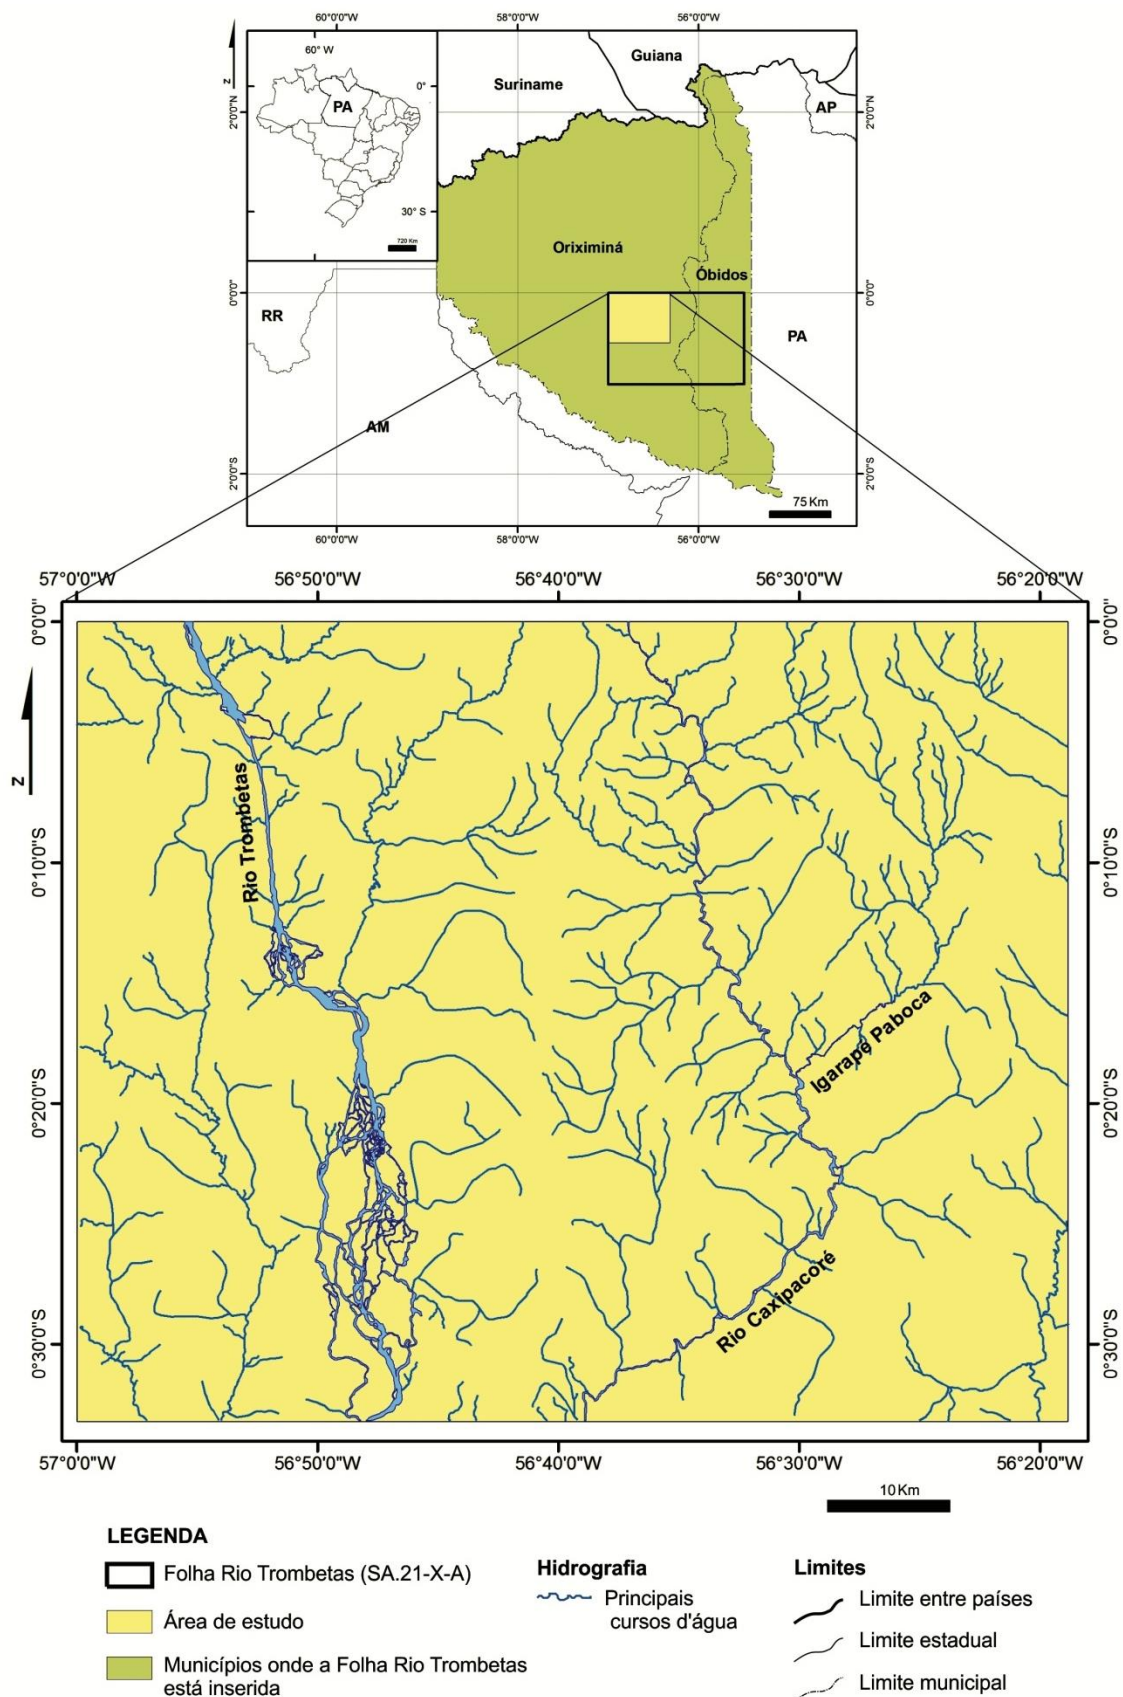 60°0'0"W
58°0'0"W
56°0'0"W
60° W
0°
PA
30° S
720 Km
Z
Suriname
Guiana
AP
2°0'0"N
2°0'0"N
Oriximiná
Óbidos
0°0'0"
0°0'0"
RR
PA
AM
2°0'0"S
2°0'0"S
75 Km
60°0'0"W
58°0'0"W
56°0'0"W
57°0'0"W
56°50'0"W
56°40'0"W
56°30'0"W
56°20'0"W
0°0'0"
0°0'0"S
Z
Rio Trombetas
0°10'0"S
0°10'0"S
Igarapé Paboca
0°20'0"S
0°20'0"S
Rio Caxipacoré
0°30'0"S
0°30'0"S
57°0'0"W
56°50'0"W
56°40'0"W
56°30'0"W
56°20'0"W
10 Km
LEGENDA
Folha Rio Trombetas (SA.21-X-A)
Área de estudo
Municípios onde a Folha Rio Trombetas
está inserida
Hidrografia
Principais
cursos d'água
Limites
Limite entre países
Limite estadual
Limite municipal